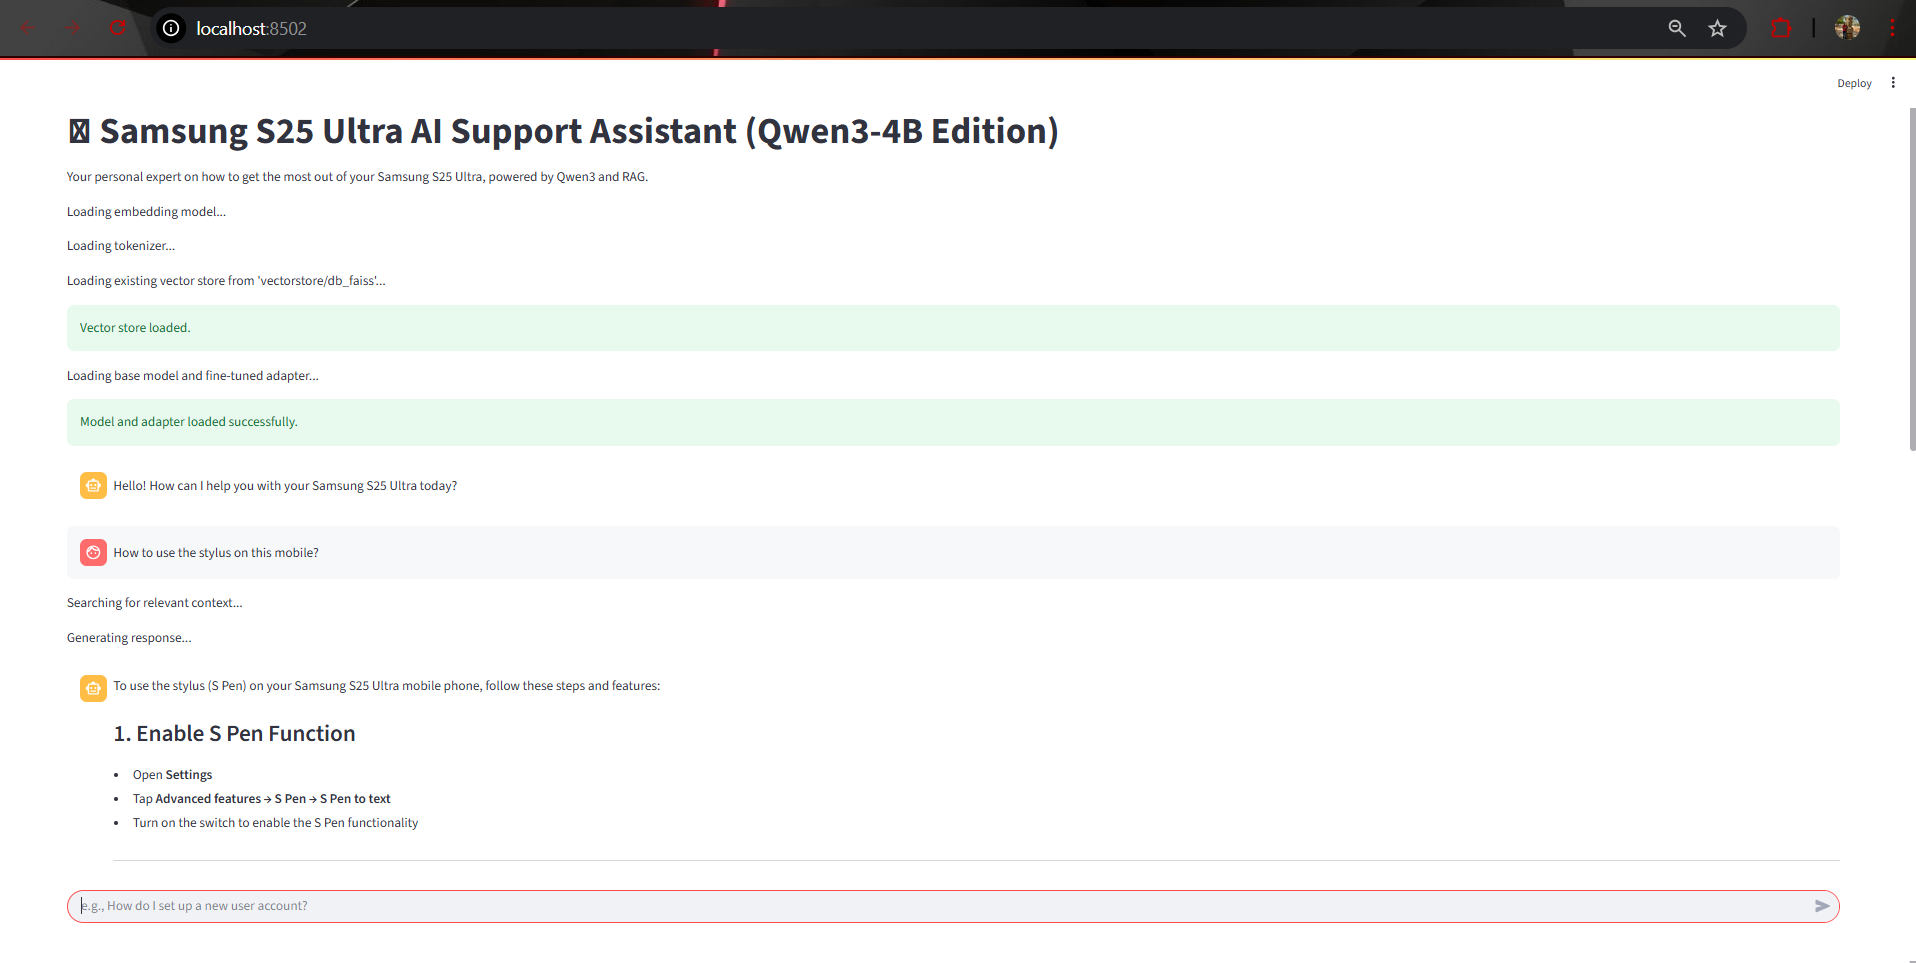 localhost:8502
Deploy
Samsung S25 Ultra AI Support Assistant (Qwen3-4B Edition)
Your personal expert on how to get the most out of your Samsung S25 Ultra, powered by Qwen3 and RAG.
Loading embedding model...
Loading tokenizer...
Loading existing vector store from 'vectorstore/db_faiss'...
Vector store loaded.
Loading base model and fine-tuned adapter...
Model and adapter loaded successfully.
Hello! How can I help you with your Samsung S25 Ultra today?
How to use the stylus on this mobile?
Searching for relevant context...
Generating response...
To use the stylus (S Pen) on your Samsung S25 Ultra mobile phone, follow these steps and features:
1. Enable S Pen Function
• Open Settings
• Tap Advanced features → S Pen → S Pen to text
• Turn on the switch to enable the S Pen functionality
e.g., How do I set up a new user account?